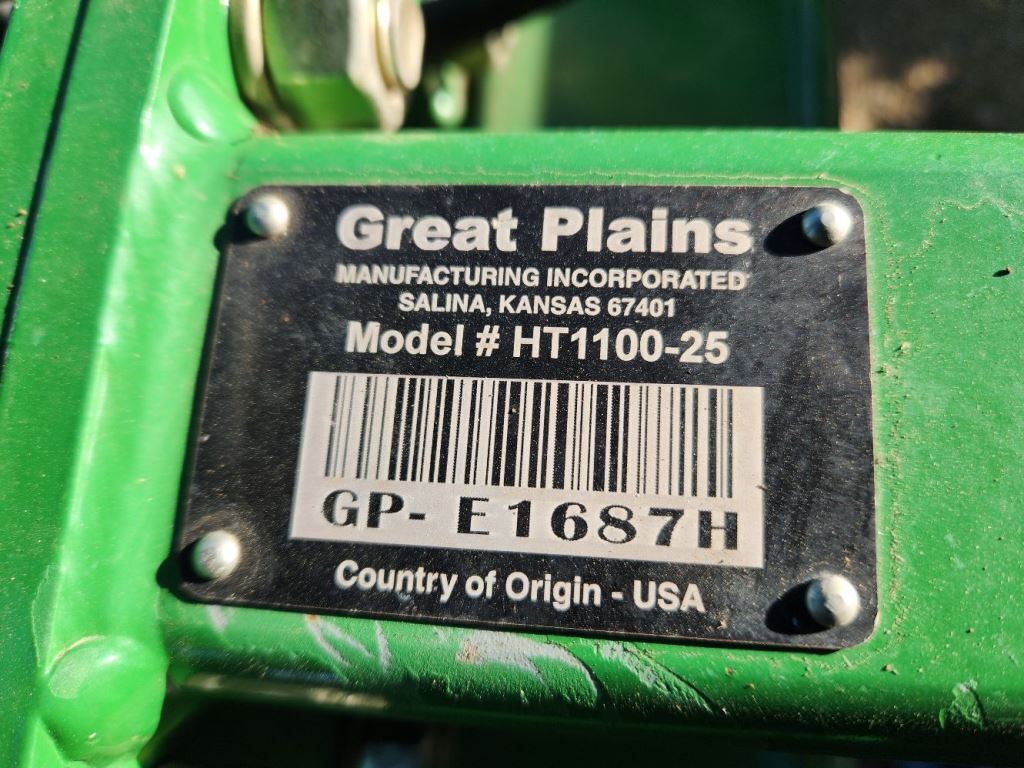 Great Plains
MANUFACTURING INCORPORATED
SALINA, KANSAS 67401
Model # HT1100-25
GP- E1687H
Country of Origin - USA